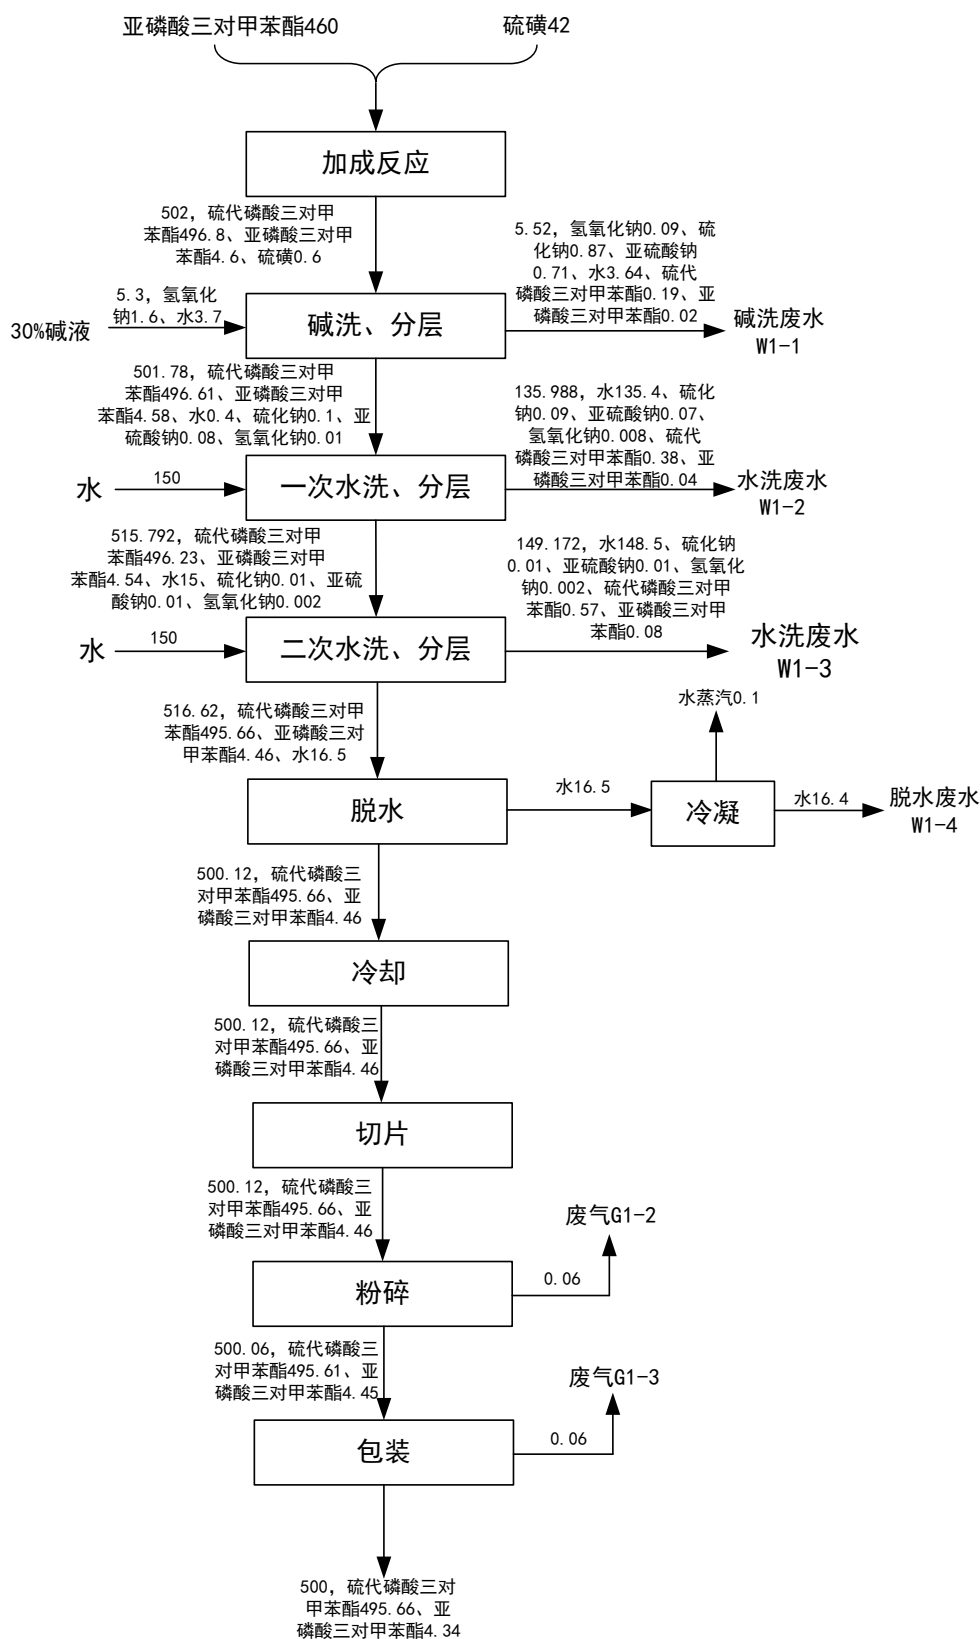 亚磷酸三对甲苯酯460
硫磺42
加成反应
502，硫代磷酸三对甲
苯酯496.8、亚磷酸三对甲
苯酯4.6、硫磺0.6
5.52，氢氧化钠0.09、硫
化钠0.87、亚硫酸钠
0.71、水3.64、硫代
磷酸三对甲苯酯0.19、亚
磷酸三对甲苯酯0.02
30%碱液
5.3，氢氧化
钠1.6、水3.7
碱洗、分层
碱洗废水
W1-1
501.78，硫代磷酸三对甲
苯酯496.61、亚磷酸三对甲
苯酯4.58、水0.4、硫化钠0.1、亚
硫酸钠0.08、氢氧化钠0.01
135.988，水135.4、硫化
钠0.09、亚硫酸钠0.07、
氢氧化钠0.008、硫代
磷酸三对甲苯酯0.38、亚
磷酸三对甲苯酯0.04
水
150
一次水洗、分层
水洗废水
W1-2
515.792，硫代磷酸三对甲
苯酯496.23、亚磷酸三对甲
苯酯4.54、水15、硫化钠0.01、亚硫
酸钠0.01、氢氧化钠0.002
149.172，水148.5、硫化钠
0.01、亚硫酸钠0.01、氢氧化
钠0.002、硫代磷酸三对甲
苯酯0.57、亚磷酸三对甲
苯酯0.08
水
150
二次水洗、分层
水洗废水
W1-3
516.62，硫代磷酸三对甲
苯酯495.66、亚磷酸三对
甲苯酯4.46、水16.5
水蒸汽0.1
脱水
水16.5
冷凝
水16.4
脱水废水
W1-4
500.12，硫代磷酸三
对甲苯酯495.66、亚
磷酸三对甲苯酯4.46
冷却
500.12，硫代磷酸三
对甲苯酯495.66、亚
磷酸三对甲苯酯4.46
切片
500.12，硫代磷酸三
对甲苯酯495.66、亚
磷酸三对甲苯酯4.46
废气G1-2
粉碎
0.06
500.06，硫代磷酸三
对甲苯酯495.61、亚
磷酸三对甲苯酯4.45
废气G1-3
包装
0.06
500，硫代磷酸三对
甲苯酯495.66、亚
磷酸三对甲苯酯4.34